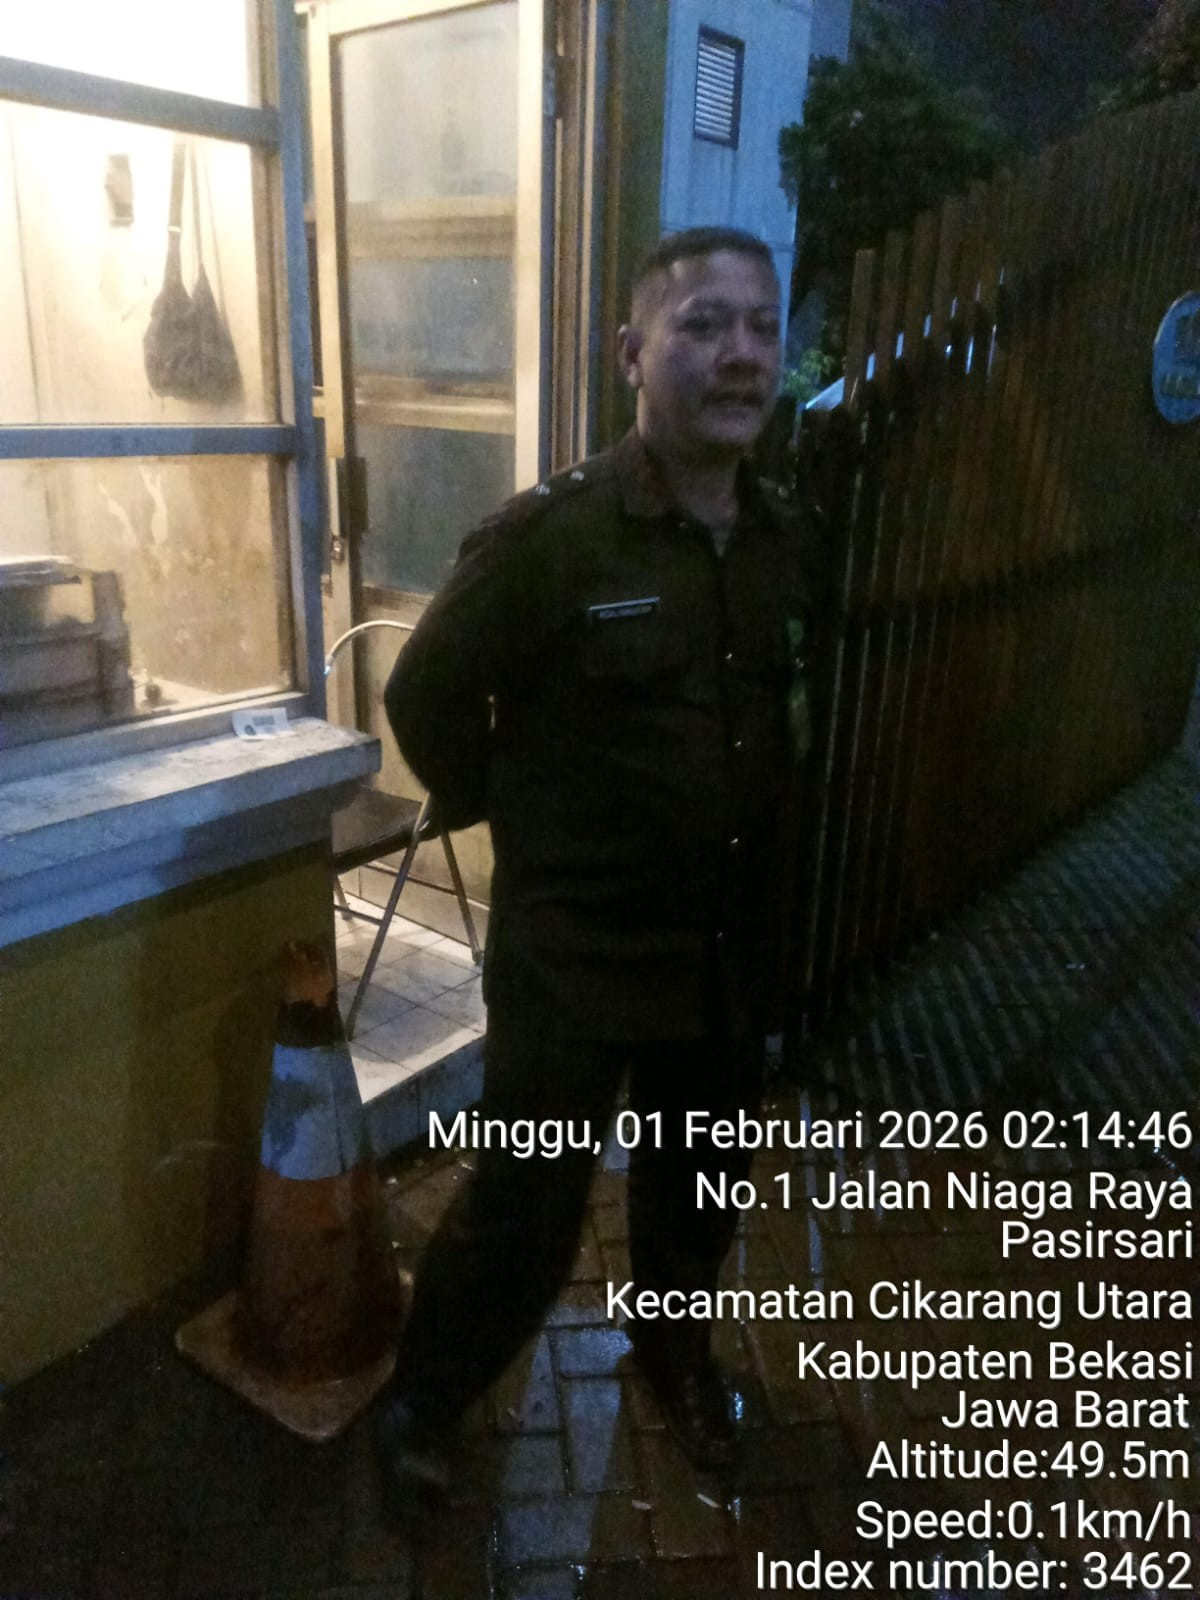 Minggu, 01 Februari 2026 02:14:46
No.1 Jalan Niaga Raya
Pasirsari
Kecamatan Cikarang Utara
Kabupaten Bekasi
Jawa Barat
Altitude:49.5m
Speed:0.1km/h
Index number: 3462